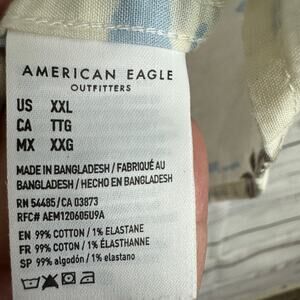 AMERICAN EAGLE
OUTFITTERS
US XXL
CA TTG
MX XXG
MADE IN BANGLADESH / FABRIQUÉ AU
BANGLADESH / HECHO EN BANGLADESH
RN 54485/CA 03873
RFC# AEM120605U9A
EN 99% COTTON / 1% ELASTANE
FR 99% COTON / 1% ÉLASTHANNE
SP 99% algodón / 1% elastano